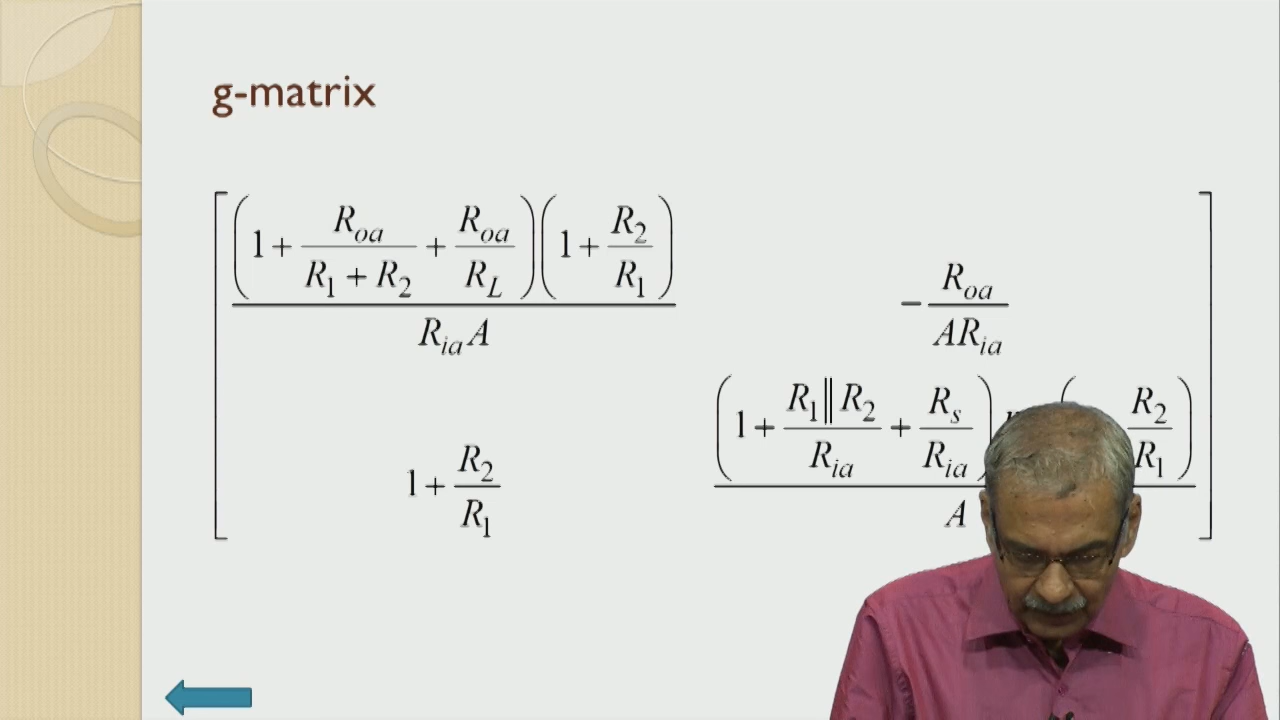 g-matrix
(1 + R_oa / (R_1 + R_2) + R_oa / R_L)(1 + R_2 / R_1) / (R_ia A)
− R_oa / (A R_ia)
1 + R_2 / R_1
(1 + R_1 || R_2 / R_ia + R_s / R_ia) ( R_2 / R_1) / A